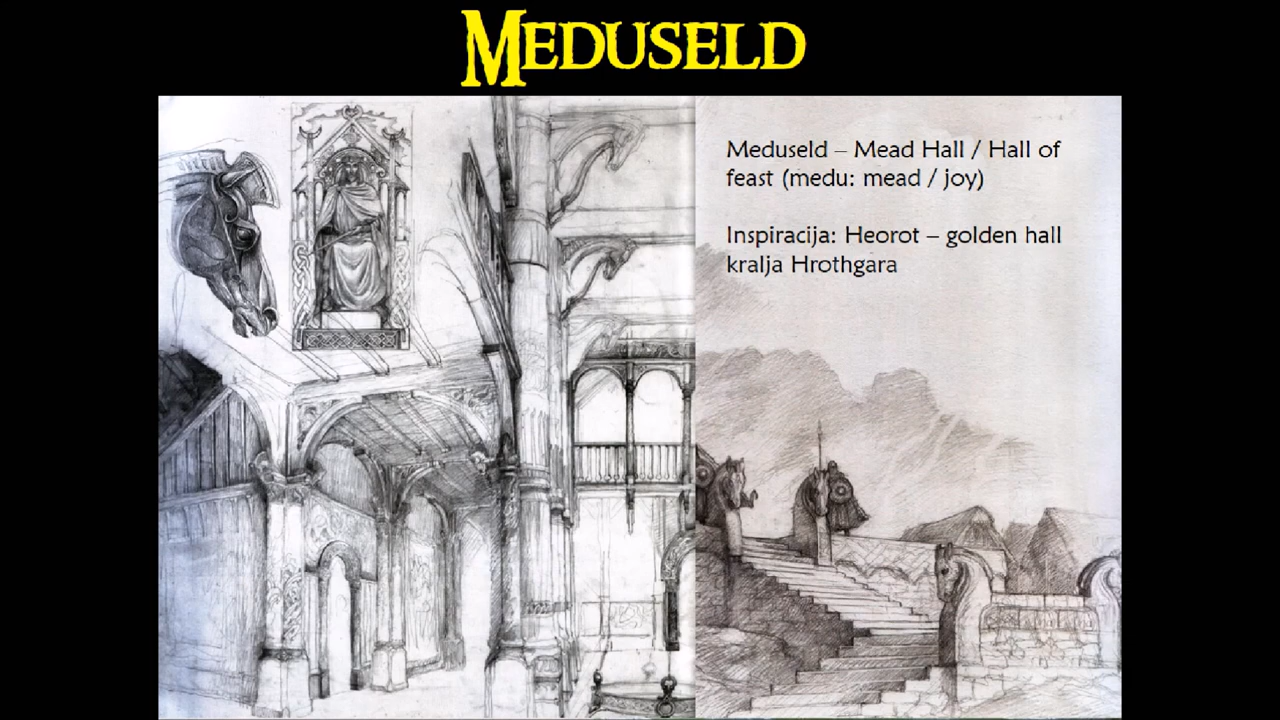 MEDUSELD
Meduseld – Mead Hall / Hall of
feast (medu: mead / joy)
Inspiracija: Heorot – golden hall
kralja Hrothgara